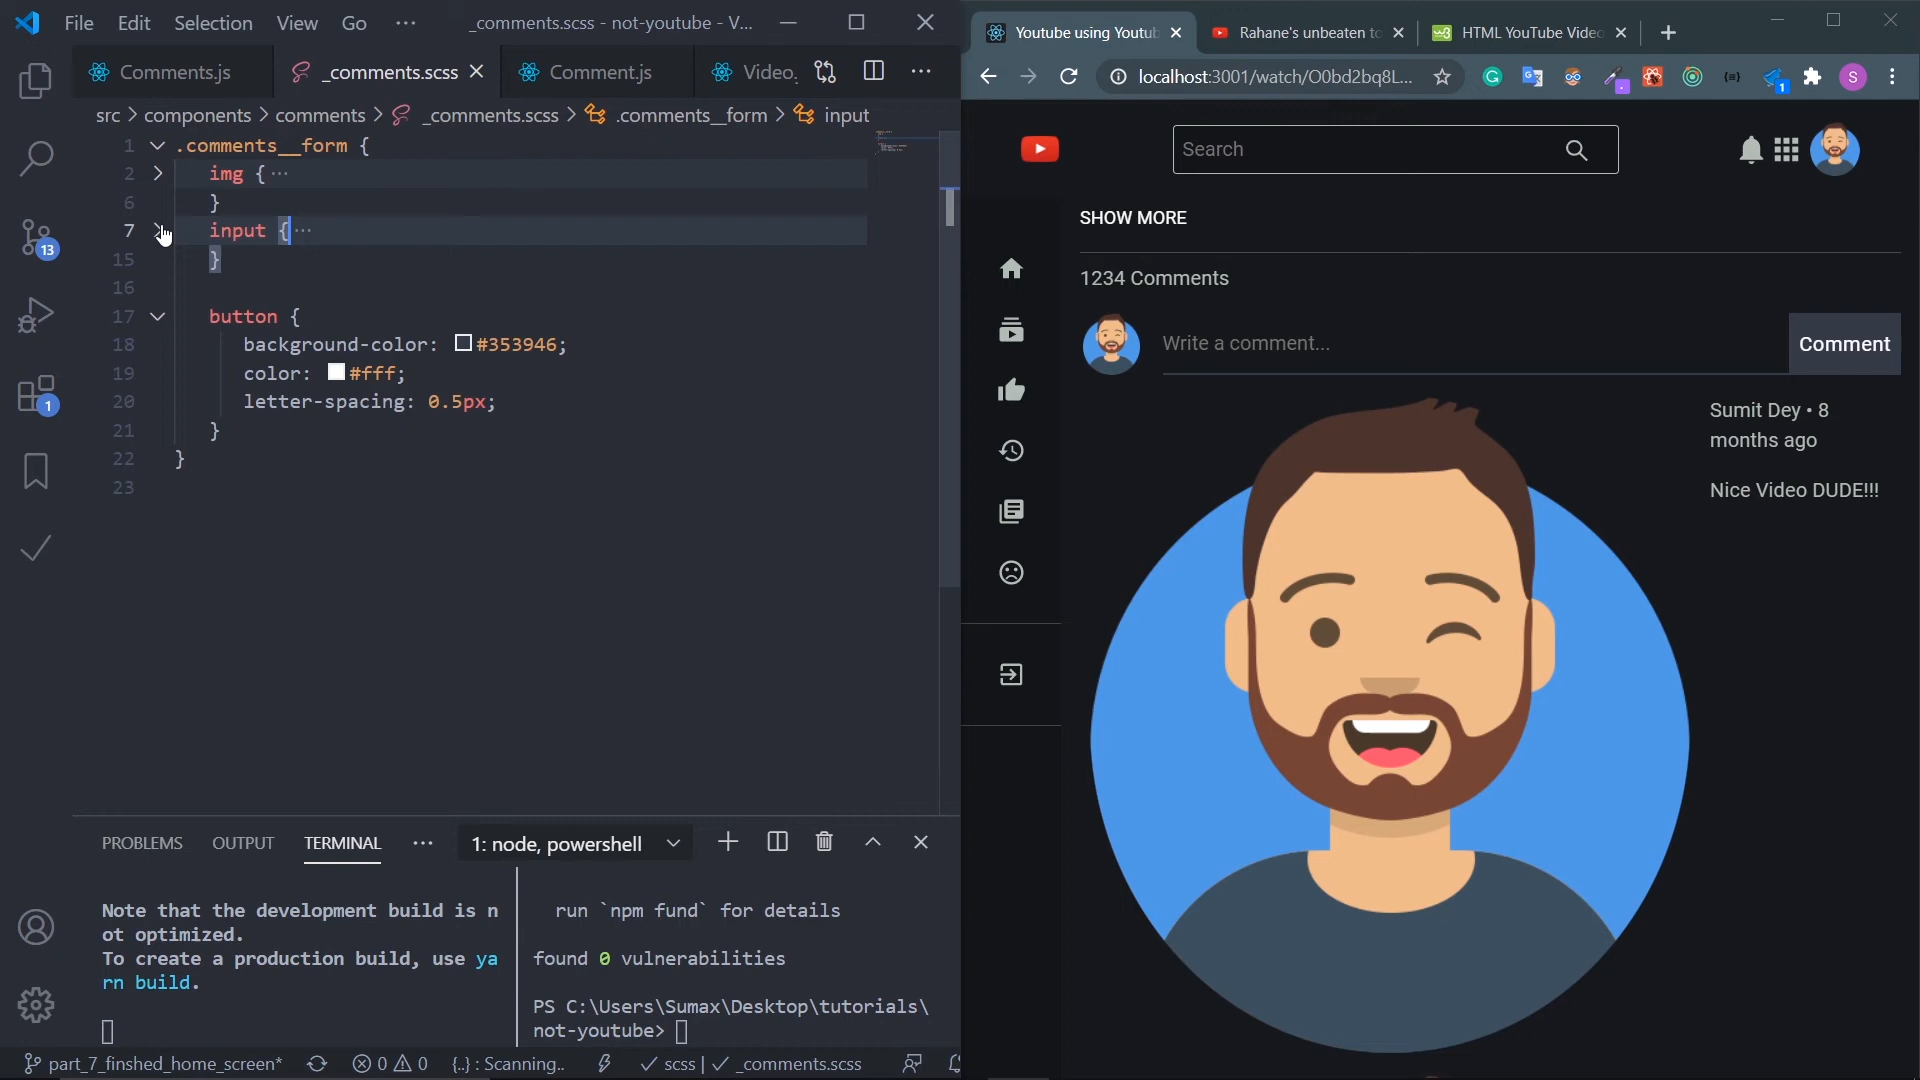 File Edit Selection View Go ··· _comments.scss - not-youtube - V...
Comments.js _comments.scss Comment.js Video. ···
src > components > comments > _comments.scss > .comments__form > input
1 .comments__form {
2 img { ···
6 }
7 input { ···
15 }
16
17 button {
18 background-color: #353946;
19 color: #fff;
20 letter-spacing: 0.5px;
21 }
22 }
23
13
1
PROBLEMS OUTPUT TERMINAL ··· 1: node, powershell
Note that the development build is n
ot optimized.
To create a production build, use ya
rn build.
run `npm fund` for details
found 0 vulnerabilities
PS C:\Users\Sumax\Desktop\tutorials\
not-youtube>
part_7_finshed_home_screen* 0 0 {..} : Scanning.. scss | _comments.scss
Youtube using Youtub Rahane's unbeaten to HTML YouTube Video
localhost:3001/watch/O0bd2bq8L... 1 S
Search
SHOW MORE
1234 Comments
Write a comment... Comment
Sumit Dey • 8
months ago
Nice Video DUDE!!!